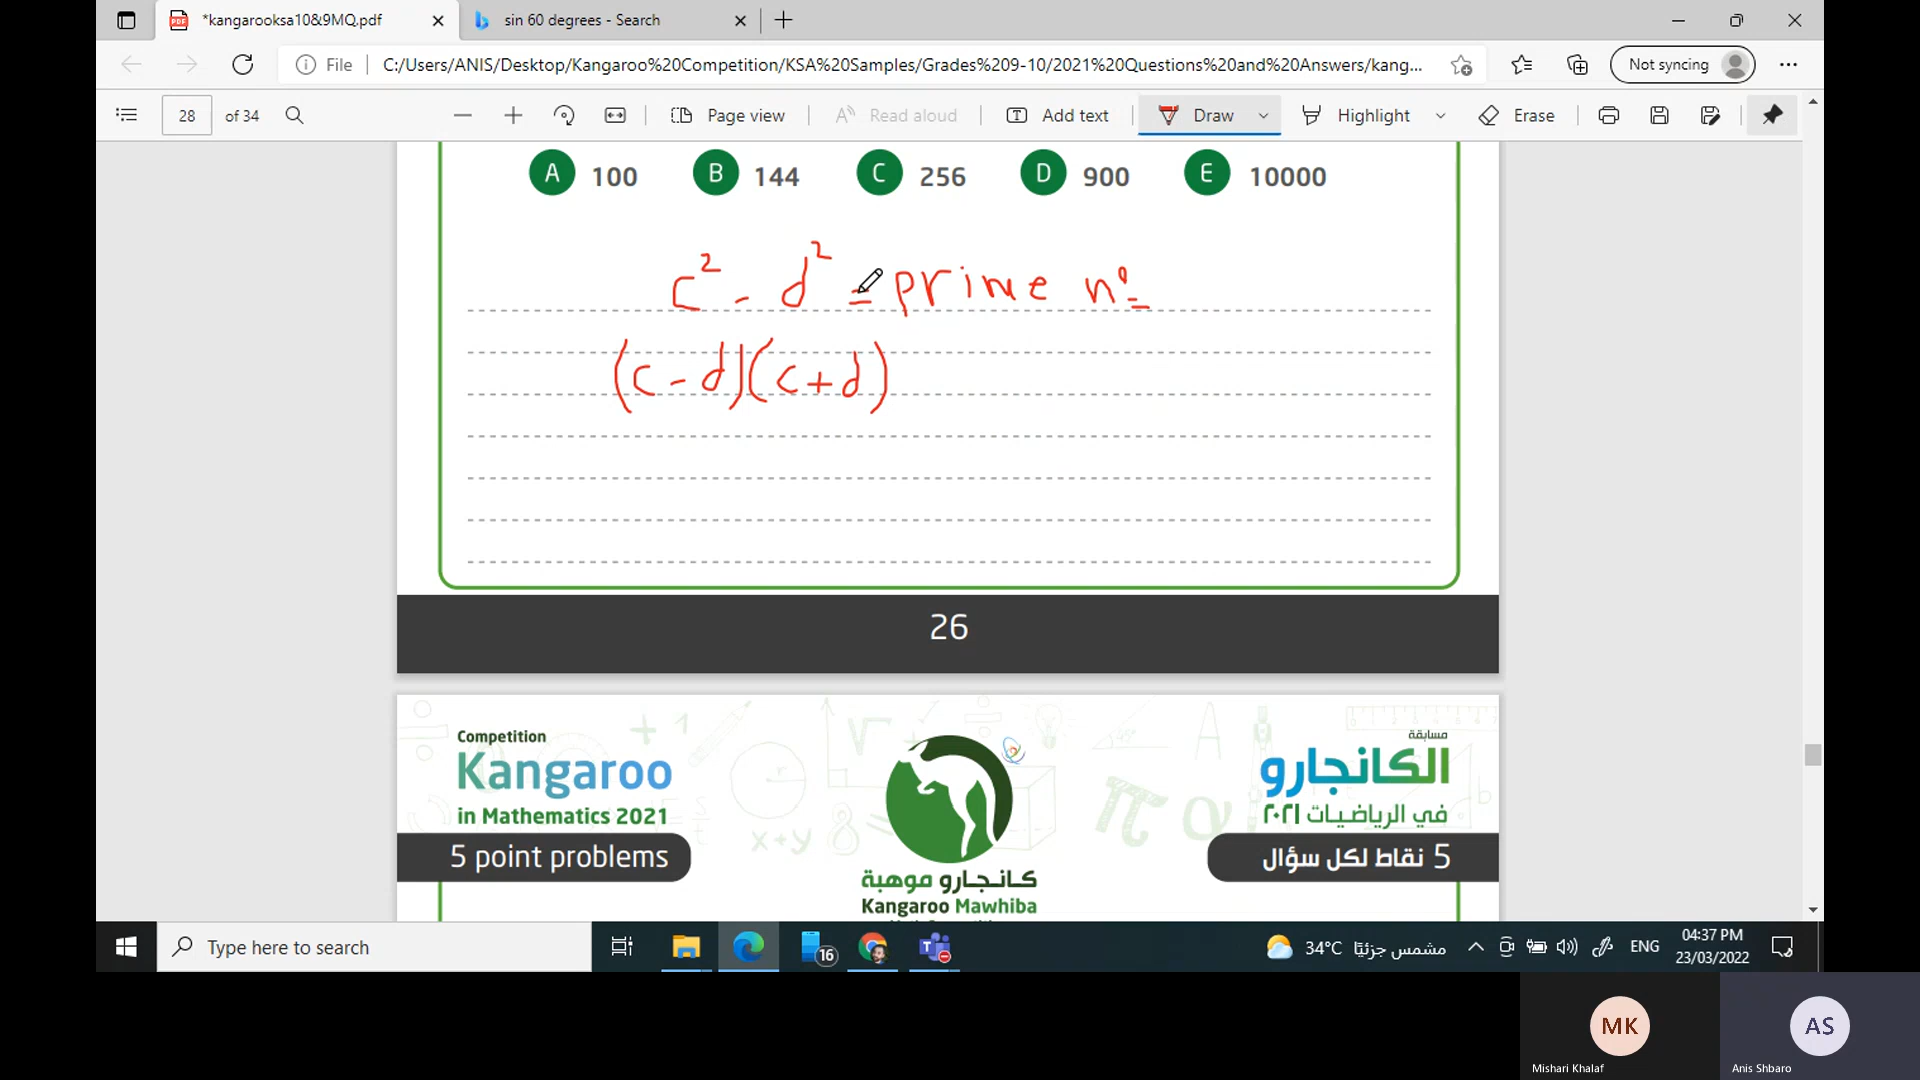 *kangarooksa10&9MQ.pdf
sin 60 degrees - Search
File
C:/Users/ANIS/Desktop/Kangaroo%20Competition/KSA%20Samples/Grades%209-10/2021%20Questions%20and%20Answers/kang...
Not syncing
28 of 34
Page view
Read aloud
Add text
Draw
Highlight
Erase
A 100 B 144 C 256 D 900 E 10000
c² - d² = prime nº
(c - d)(c + d)
26
Competition
Kangaroo
in Mathematics 2021
5 point problems
كانجارو موهبة
Kangaroo Mawhiba
مسابقة
الكانجارو
في الرياضيات ٢٠٢١
5 نقاط لكل سؤال
Type here to search
16
34°C مشمس جزئيًا
ENG
04:37 PM
23/03/2022
MK
Mishari Khalaf
AS
Anis Shbaro